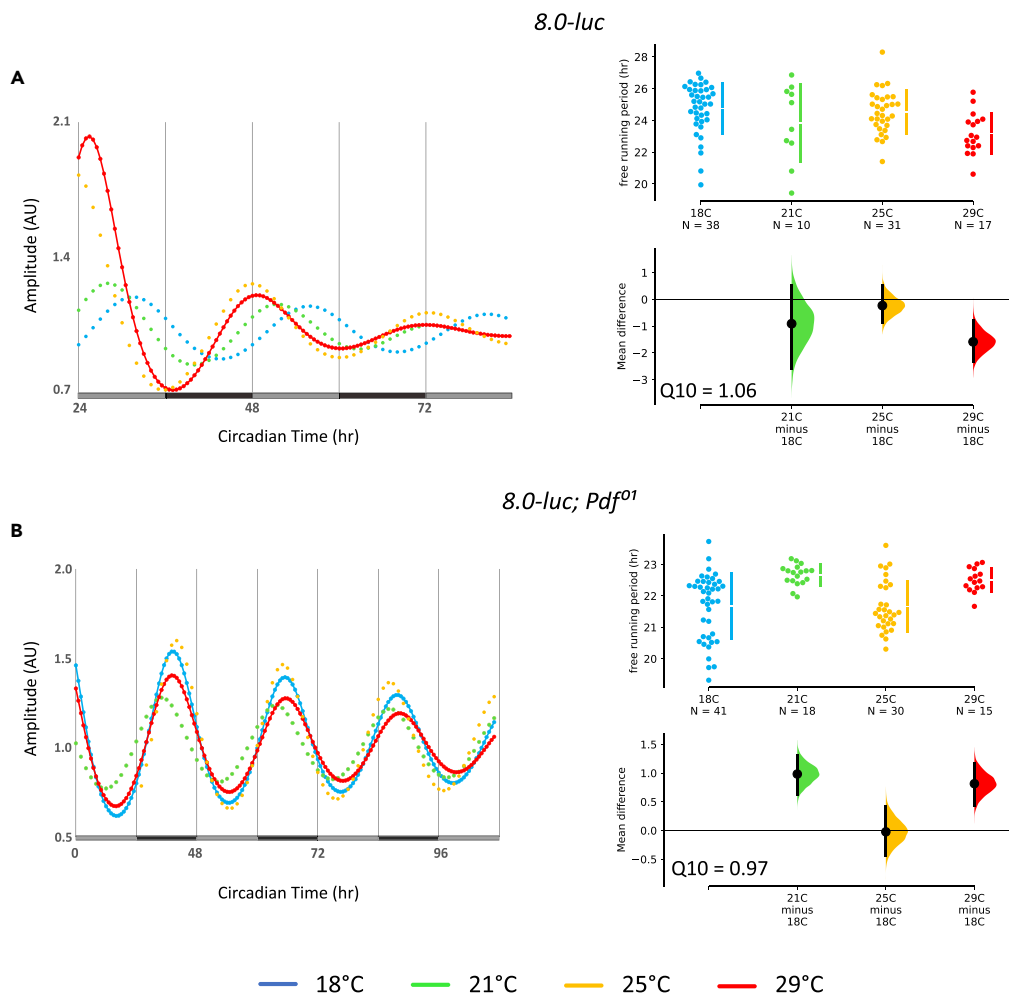 8.0-luc
A
2.1
1.4
0.7
Amplitude (AU)
24
48
72
Circadian Time (hr)
free running period (hr)
28
26
24
22
20
18C
N = 38
21C
N = 10
25C
N = 31
29C
N = 17
Mean difference
1
0
−1
−2
−3
Q10 = 1.06
21C
minus
18C
25C
minus
18C
29C
minus
18C
8.0-luc; Pdf⁰¹
B
2.0
1.5
1.0
0.5
Amplitude (AU)
0
48
72
96
Circadian Time (hr)
free running period (hr)
23
22
21
20
18C
N = 41
21C
N = 18
25C
N = 30
29C
N = 15
Mean difference
1.5
1.0
0.5
0.0
−0.5
Q10 = 0.97
21C
minus
18C
25C
minus
18C
29C
minus
18C
18°C
21°C
25°C
29°C